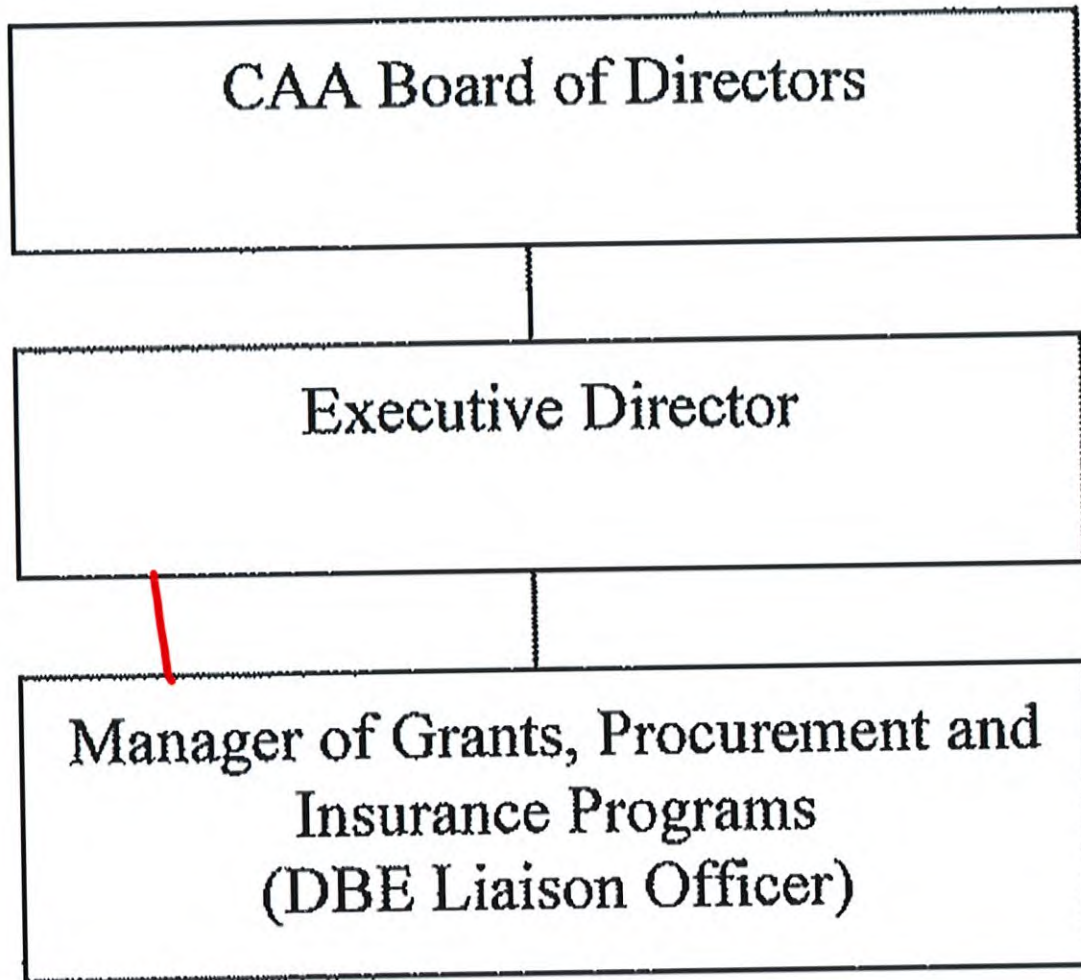 CAA Board of Directors
Executive Director
Manager of Grants, Procurement and
Insurance Programs
(DBE Liaison Officer)